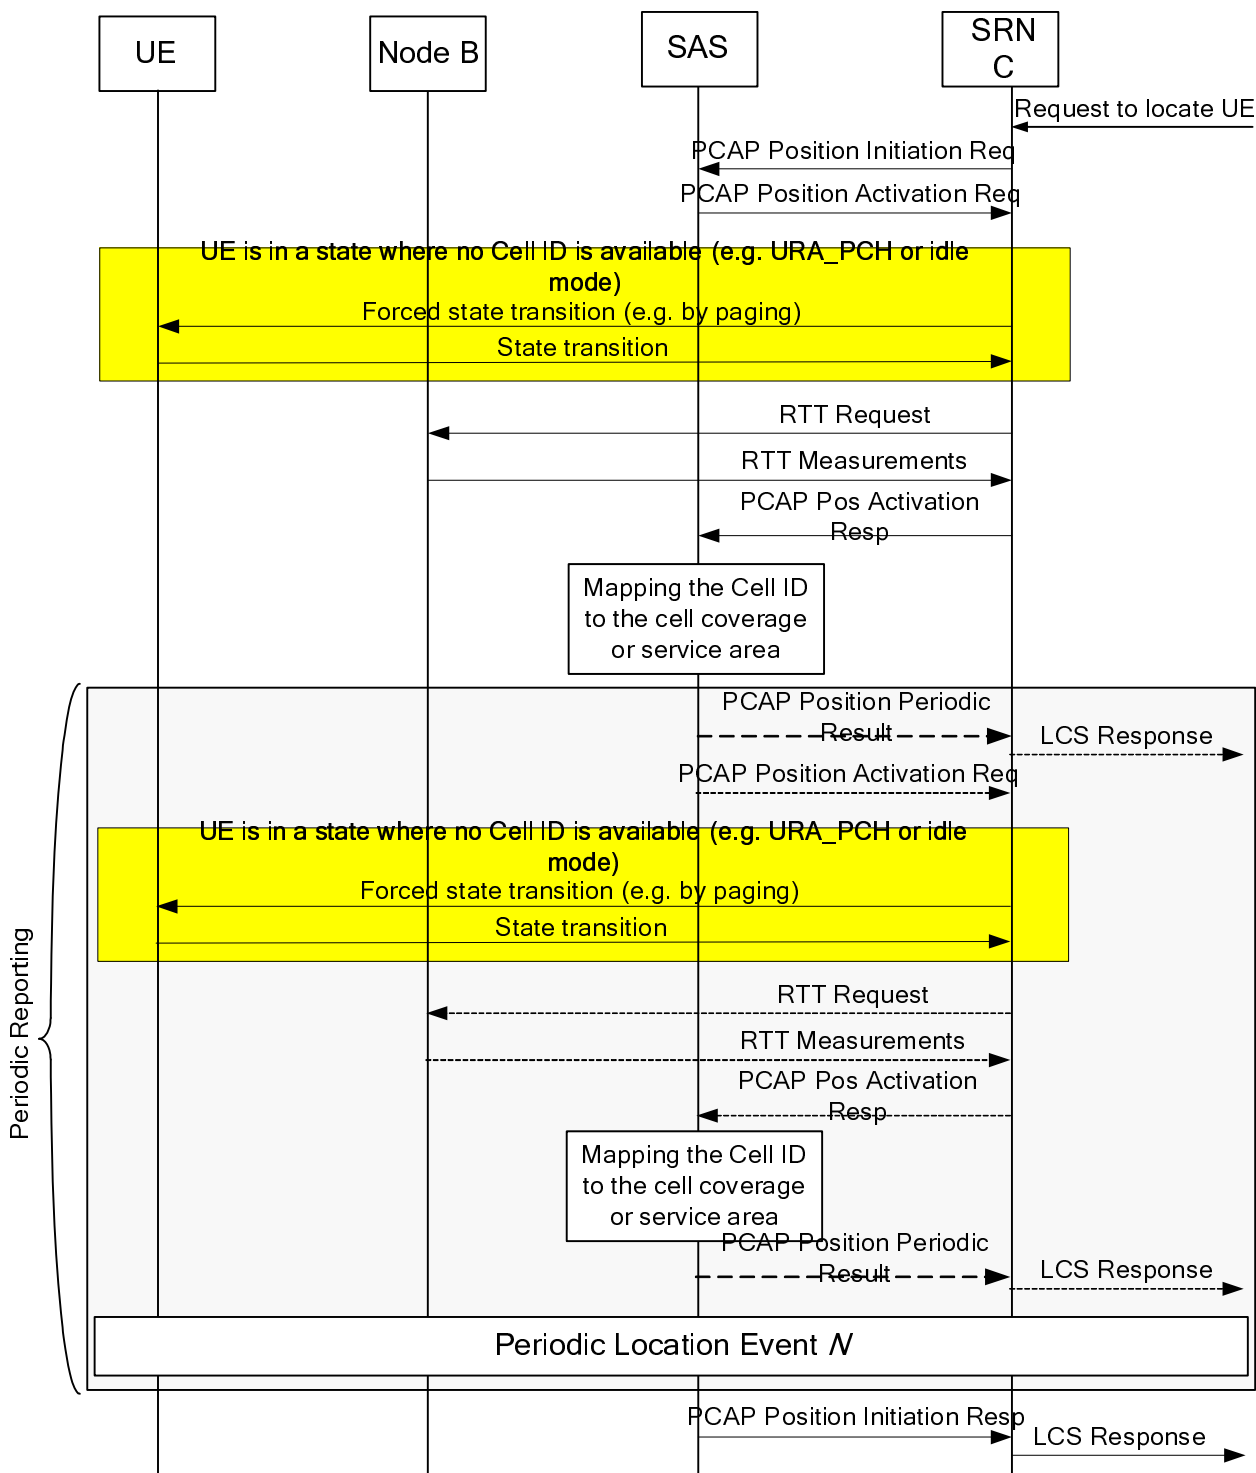 UE
Node B
SAS
SRN
C
Request to locate UE
PCAP Position Initiation Req
PCAP Position Activation Req
UE is in a state where no Cell ID is available (e.g. URA_PCH or idle
mode)
Forced state transition (e.g. by paging)
State transition
RTT Request
RTT Measurements
PCAP Pos Activation
Resp
Mapping the Cell ID
to the cell coverage
or service area
Periodic Reporting
PCAP Position Periodic
Result
LCS Response
PCAP Position Activation Req
UE is in a state where no Cell ID is available (e.g. URA_PCH or idle
mode)
Forced state transition (e.g. by paging)
State transition
RTT Request
RTT Measurements
PCAP Pos Activation
Resp
Mapping the Cell ID
to the cell coverage
or service area
PCAP Position Periodic
Result
LCS Response
Periodic Location Event N
PCAP Position Initiation Resp
LCS Response